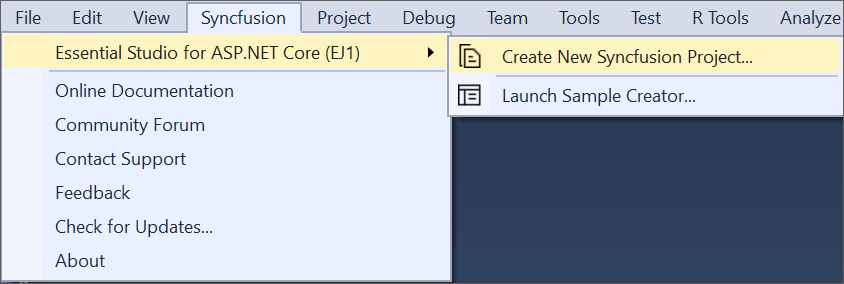 File Edit View Syncfusion Project Debug Team Tools Test R Tools Analyze
Essential Studio for ASP.NET Core (EJ1)
Create New Syncfusion Project...
Launch Sample Creator...
Online Documentation
Community Forum
Contact Support
Feedback
Check for Updates...
About